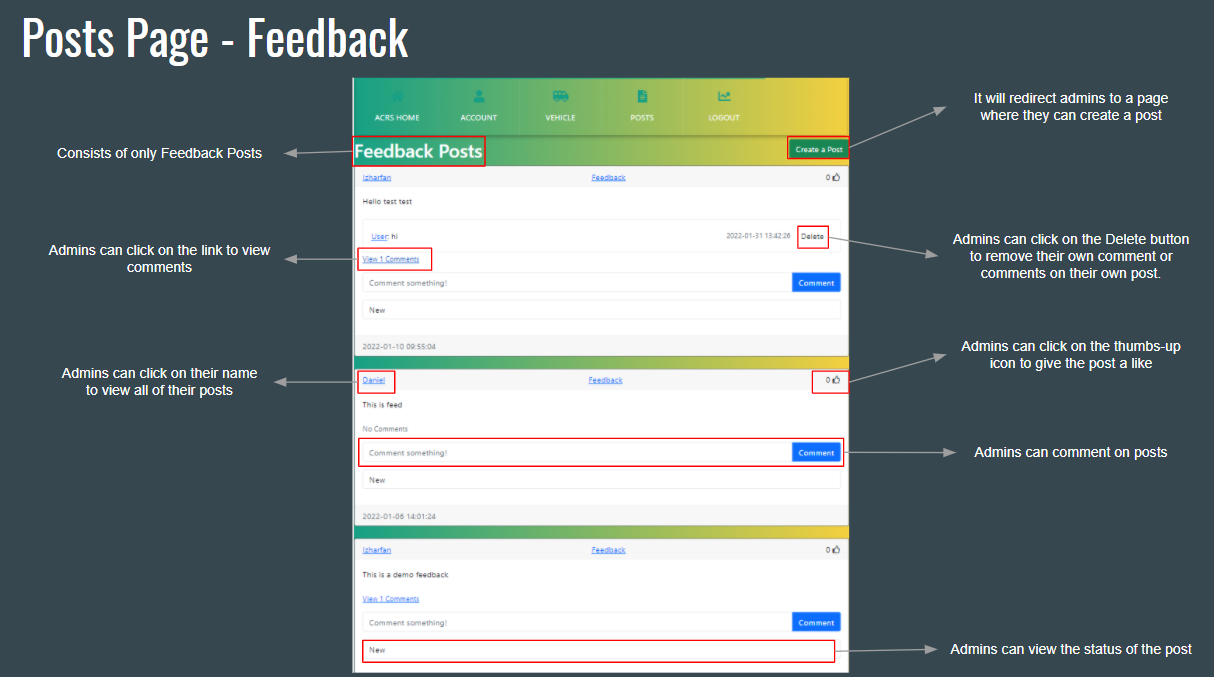 Posts Page - Feedback
ACRS HOME
ACCOUNT
VEHICLE
POSTS
LOGOUT
It will redirect admins to a page
where they can create a post
Consists of only Feedback Posts
Feedback Posts
Create a Post
Izharfan
Feedback
0
Hello test test
User: hi
2022-01-31 13:42:26
Delete
Admins can click on the link to view
comments
View 1 Comments
Admins can click on the Delete button
to remove their own comment or
comments on their own post.
Comment something!
Comment
New
2022-01-10 09:55:04
Admins can click on their name
to view all of their posts
Daniel
Feedback
0
Admins can click on the thumbs-up
icon to give the post a like
This is feed
No Comments
Comment something!
Comment
Admins can comment on posts
New
2022-01-06 14:01:24
Izharfan
Feedback
0
This is a demo feedback
View 1 Comments
Comment something!
Comment
New
Admins can view the status of the post